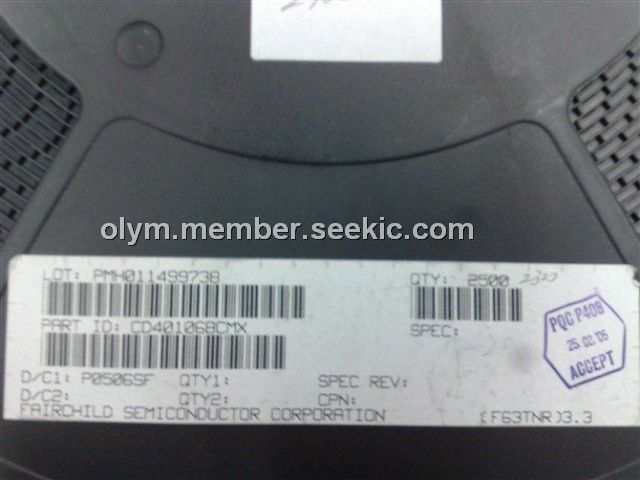 olym.member.seekic.com
LOT: PMH011499738
QTY: 2500 2320
PART ID: CD40106BCMX
SPEC:
PQC P408
25.02.'05
ACCEPT
D/C1: P0506SF QTY1: SPEC REV:
D/C2: QTY2: CPN:
FAIRCHILD SEMICONDUCTOR CORPORATION (F63TNR)3.3